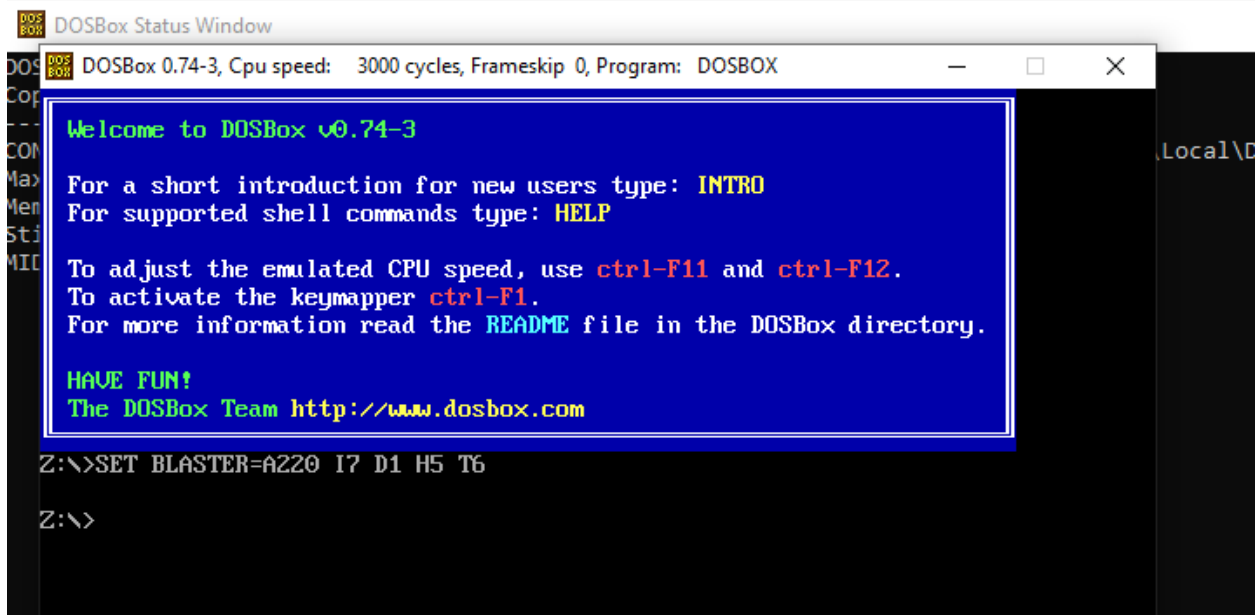 DOSBox Status Window
DOSBox 0.74-3, Cpu speed: 3000 cycles, Frameskip 0, Program: DOSBOX
Welcome to DOSBox v0.74-3
For a short introduction for new users type: INTRO
For supported shell commands type: HELP
To adjust the emulated CPU speed, use ctrl-F11 and ctrl-F12.
To activate the keymapper ctrl-F1.
For more information read the README file in the DOSBox directory.
HAVE FUN!
The DOSBox Team http://www.dosbox.com
Z:\>SET BLASTER=A220 I7 D1 H5 T6
Z:\>
\Local\D